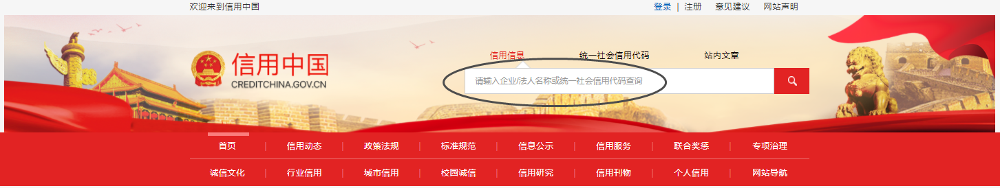 欢迎来到信用中国
登录 | 注册 意见建议 网站声明
信用中国
CREDITCHINA.GOV.CN
信用信息 统一社会信用代码 站内文章
请输入企业/法人名称或统一社会信用代码查询
首页 | 信用动态 | 政策法规 | 标准规范 | 信息公示 | 信用服务 | 联合奖惩 | 专项治理
诚信文化 | 行业信用 | 城市信用 | 校园诚信 | 信用研究 | 信用刊物 | 个人信用 | 网站导航